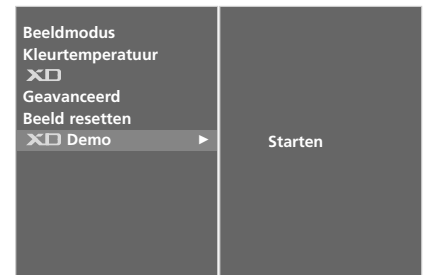 Beeldmodus
Kleurtemperatuur
XD
Geavanceerd
Beeld resetten
XD Demo ►
Starten